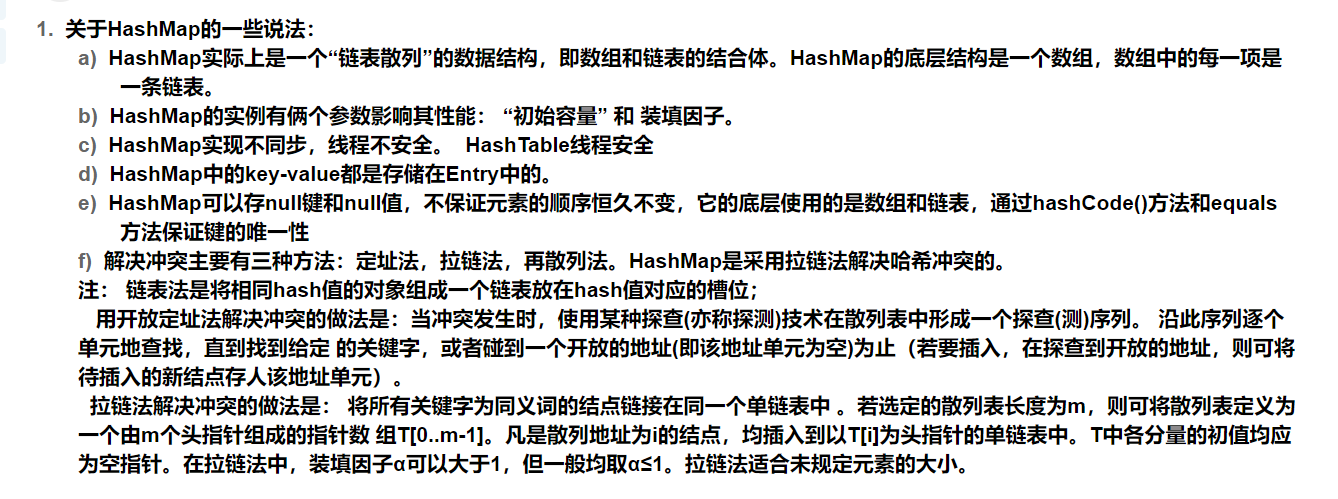 1. 关于HashMap的一些说法：
a) HashMap实际上是一个“链表散列”的数据结构，即数组和链表的结合体。HashMap的底层结构是一个数组，数组中的每一项是
一条链表。
b) HashMap的实例有俩个参数影响其性能： “初始容量” 和 装填因子。
c) HashMap实现不同步，线程不安全。 HashTable线程安全
d) HashMap中的key-value都是存储在Entry中的。
e) HashMap可以存null键和null值，不保证元素的顺序恒久不变，它的底层使用的是数组和链表，通过hashCode()方法和equals
方法保证键的唯一性
f) 解决冲突主要有三种方法：定址法，拉链法，再散列法。HashMap是采用拉链法解决哈希冲突的。
注： 链表法是将相同hash值的对象组成一个链表放在hash值对应的槽位；
用开放定址法解决冲突的做法是：当冲突发生时，使用某种探查(亦称探测)技术在散列表中形成一个探查(测)序列。 沿此序列逐个
单元地查找，直到找到给定 的关键字，或者碰到一个开放的地址(即该地址单元为空)为止（若要插入，在探查到开放的地址，则可将
待插入的新结点存人该地址单元）。
拉链法解决冲突的做法是： 将所有关键字为同义词的结点链接在同一个单链表中 。若选定的散列表长度为m，则可将散列表定义为
一个由m个头指针组成的指针数 组T[0..m-1]。凡是散列地址为i的结点，均插入到以T[i]为头指针的单链表中。T中各分量的初值均应
为空指针。在拉链法中，装填因子α可以大于1，但一般均取α≤1。拉链法适合未规定元素的大小。